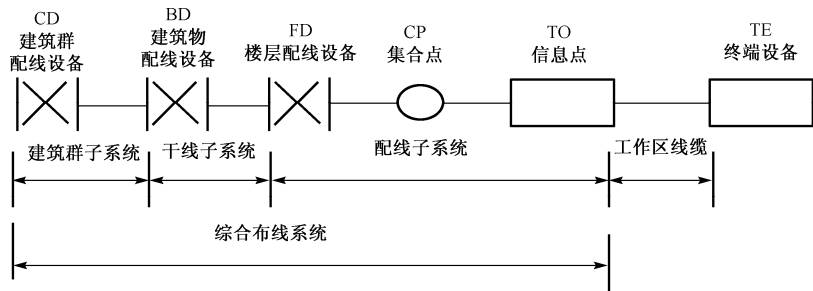 CD
建筑群
配线设备
BD
建筑物
配线设备
FD
楼层配线设备
CP
集合点
TO
信息点
TE
终端设备
建筑群子系统
干线子系统
配线子系统
工作区线缆
综合布线系统